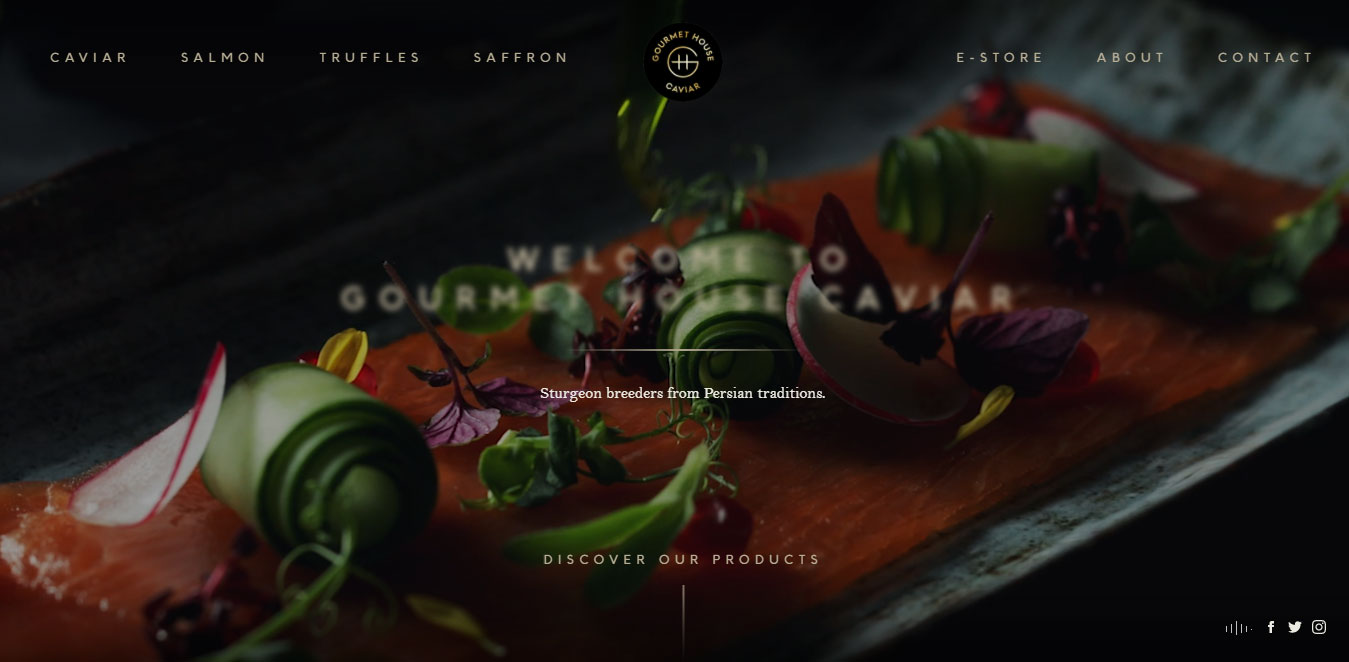 CAVIAR SALMON TRUFFLES SAFFRON
GOURMET HOUSE
GH
CAVIAR
E-STORE ABOUT CONTACT
WELCOME TO
GOURMET HOUSE CAVIAR
Sturgeon breeders from Persian traditions.
DISCOVER OUR PRODUCTS